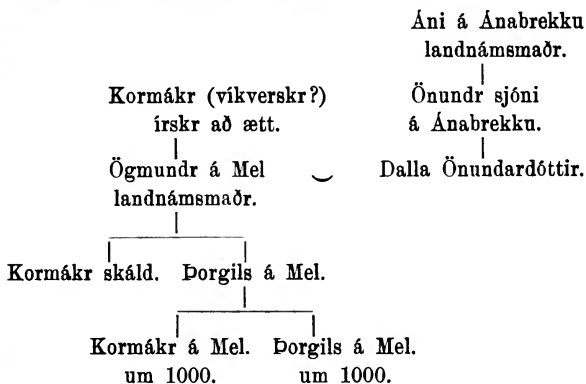 Áni á Ánabrekku
landnámsmaðr.
Kormákr (víkverskr?)
írskr að ætt.
Önundr sjóni
á Ánabrekku.
Ögmundr á Mel
landnámsmaðr.
Dalla Önundardóttir.
Kormákr skáld. Þorgils á Mel.
Kormákr á Mel. Þorgils á Mel.
um 1000. um 1000.